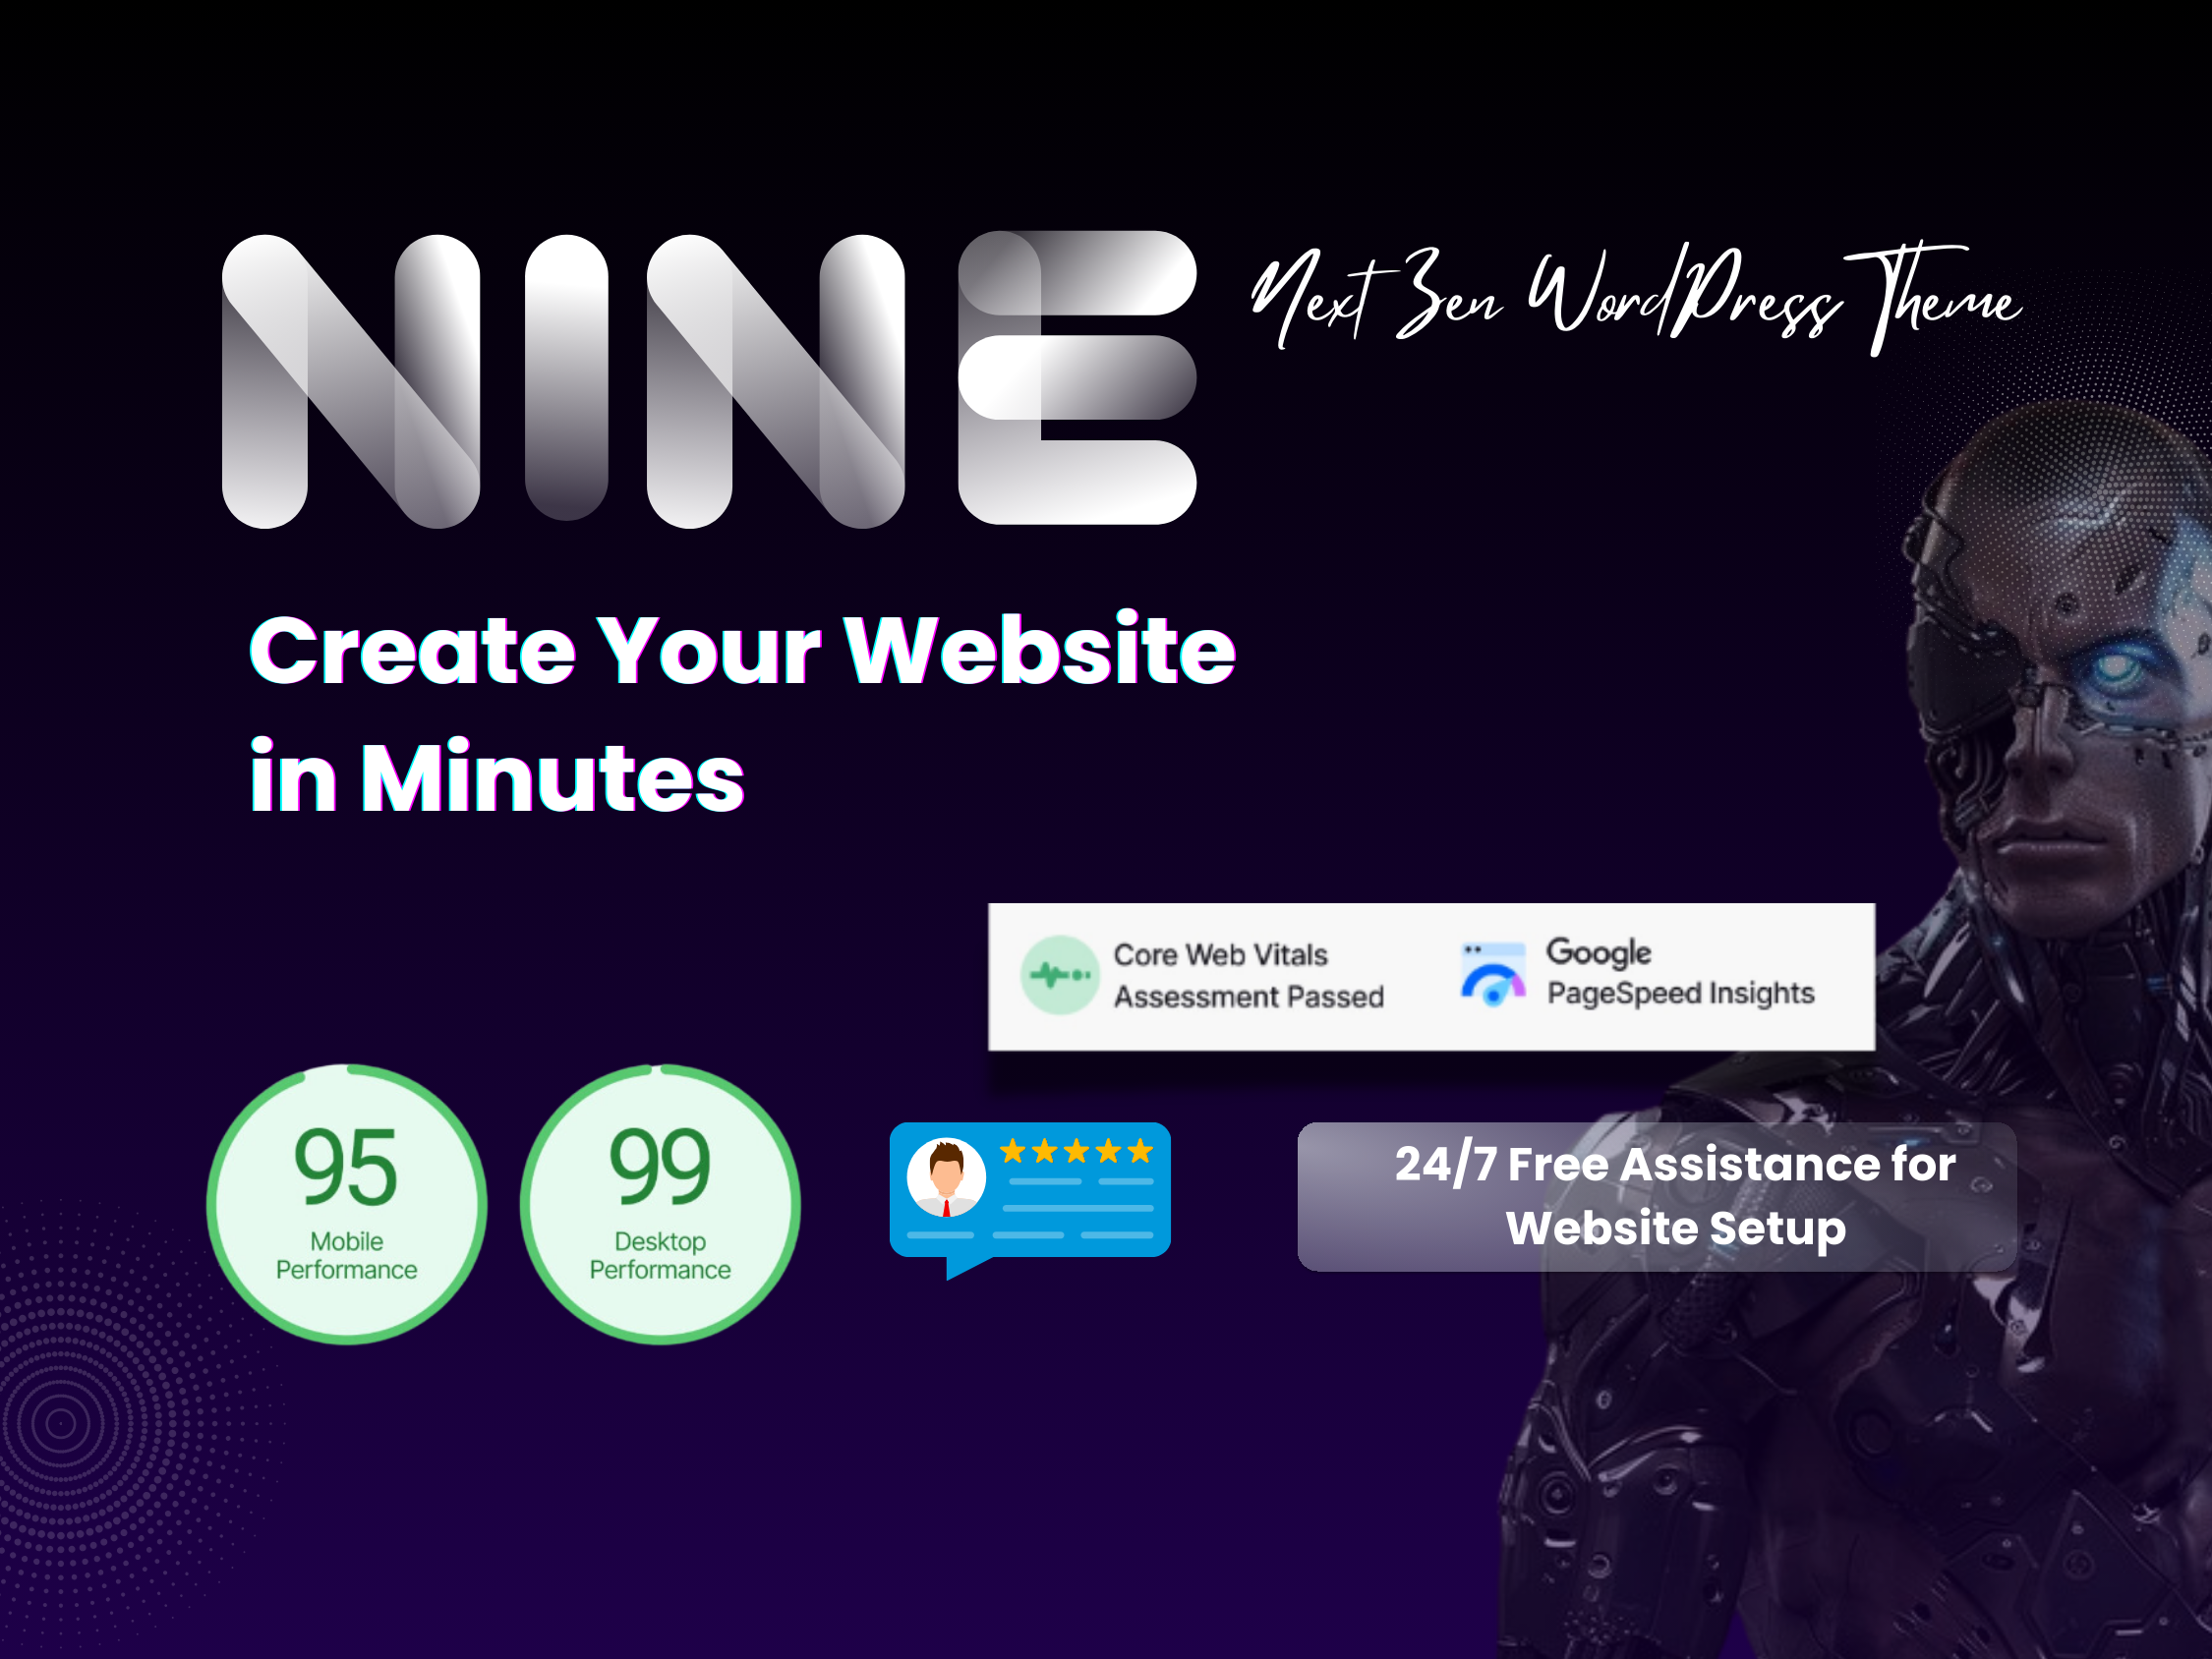 NINE
Next Zen WordPress Theme
Create Your Website
in Minutes
Core Web Vitals
Assessment Passed
Google
PageSpeed Insights
95
Mobile
Performance
99
Desktop
Performance
24/7 Free Assistance for
Website Setup